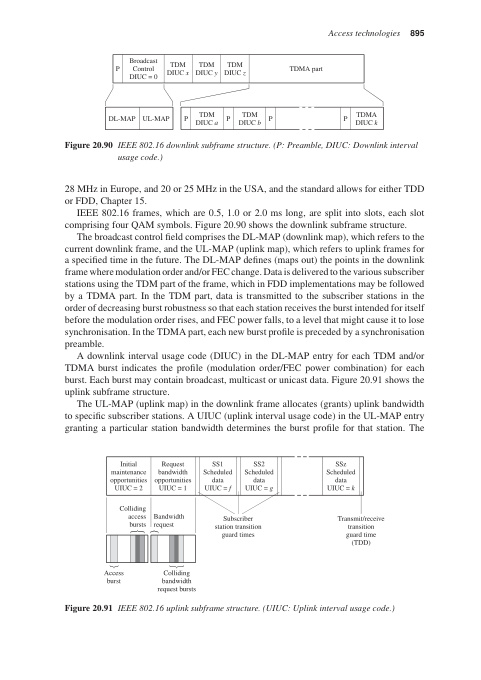 Access technologies 895
P
Broadcast
Control
DIUC = 0
TDM
DIUC x
TDM
DIUC y
TDM
DIUC z
TDMA part
DL-MAP
UL-MAP
P
TDM
DIUC a
P
TDM
DIUC b
P
P
TDMA
DIUC k
Figure 20.90 IEEE 802.16 downlink subframe structure. (P: Preamble, DIUC: Downlink interval
usage code.)
28 MHz in Europe, and 20 or 25 MHz in the USA, and the standard allows for either TDD
or FDD, Chapter 15.
IEEE 802.16 frames, which are 0.5, 1.0 or 2.0 ms long, are split into slots, each slot
comprising four QAM symbols. Figure 20.90 shows the downlink subframe structure.
The broadcast control field comprises the DL-MAP (downlink map), which refers to the
current downlink frame, and the UL-MAP (uplink map), which refers to uplink frames for
a specified time in the future. The DL-MAP defines (maps out) the points in the downlink
frame where modulation order and/or FEC change. Data is delivered to the various subscriber
stations using the TDM part of the frame, which in FDD implementations may be followed
by a TDMA part. In the TDM part, data is transmitted to the subscriber stations in the
order of decreasing burst robustness so that each station receives the burst intended for itself
before the modulation order rises, and FEC power falls, to a level that might cause it to lose
synchronisation. In the TDMA part, each new burst profile is preceded by a synchronisation
preamble.
A downlink interval usage code (DIUC) in the DL-MAP entry for each TDM and/or
TDMA burst indicates the profile (modulation order/FEC power combination) for each
burst. Each burst may contain broadcast, multicast or unicast data. Figure 20.91 shows the
uplink subframe structure.
The UL-MAP (uplink map) in the downlink frame allocates (grants) uplink bandwidth
to specific subscriber stations. A UIUC (uplink interval usage code) in the UL-MAP entry
granting a particular station bandwidth determines the burst profile for that station. The
Initial
maintenance
opportunities
UIUC = 2
Request
bandwidth
opportunities
UIUC = 1
SS1
Scheduled
data
UIUC = f
SS2
Scheduled
data
UIUC = g
SSz
Scheduled
data
UIUC = k
Colliding
access
bursts
Bandwidth
request
Subscriber
station transition
guard times
Transmit/receive
transition
guard time
(TDD)
Access
burst
Colliding
bandwidth
request bursts
Figure 20.91 IEEE 802.16 uplink subframe structure. (UIUC: Uplink interval usage code.)